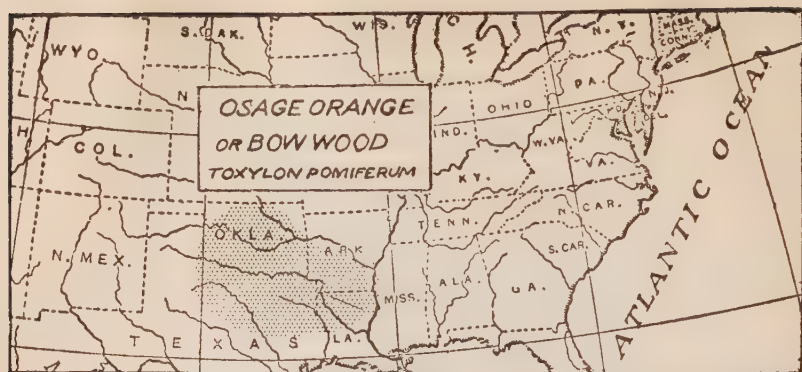 WYO.
S. DAK.
WIS.
N. Y.
MASS.
CONN.
PA.
N.J.
DEL.
N
OHIO
IND.
W.VA.
VA.
OSAGE ORANGE
OR BOW WOOD
TOXYLON POMIFERUM
COL.
KY.
N. CAR.
TENN.
S. CAR.
OKLA.
ARK
N. MEX.
MISS.
ALA.
GA.
TEXAS
LA.
ATLANTIC OCEAN